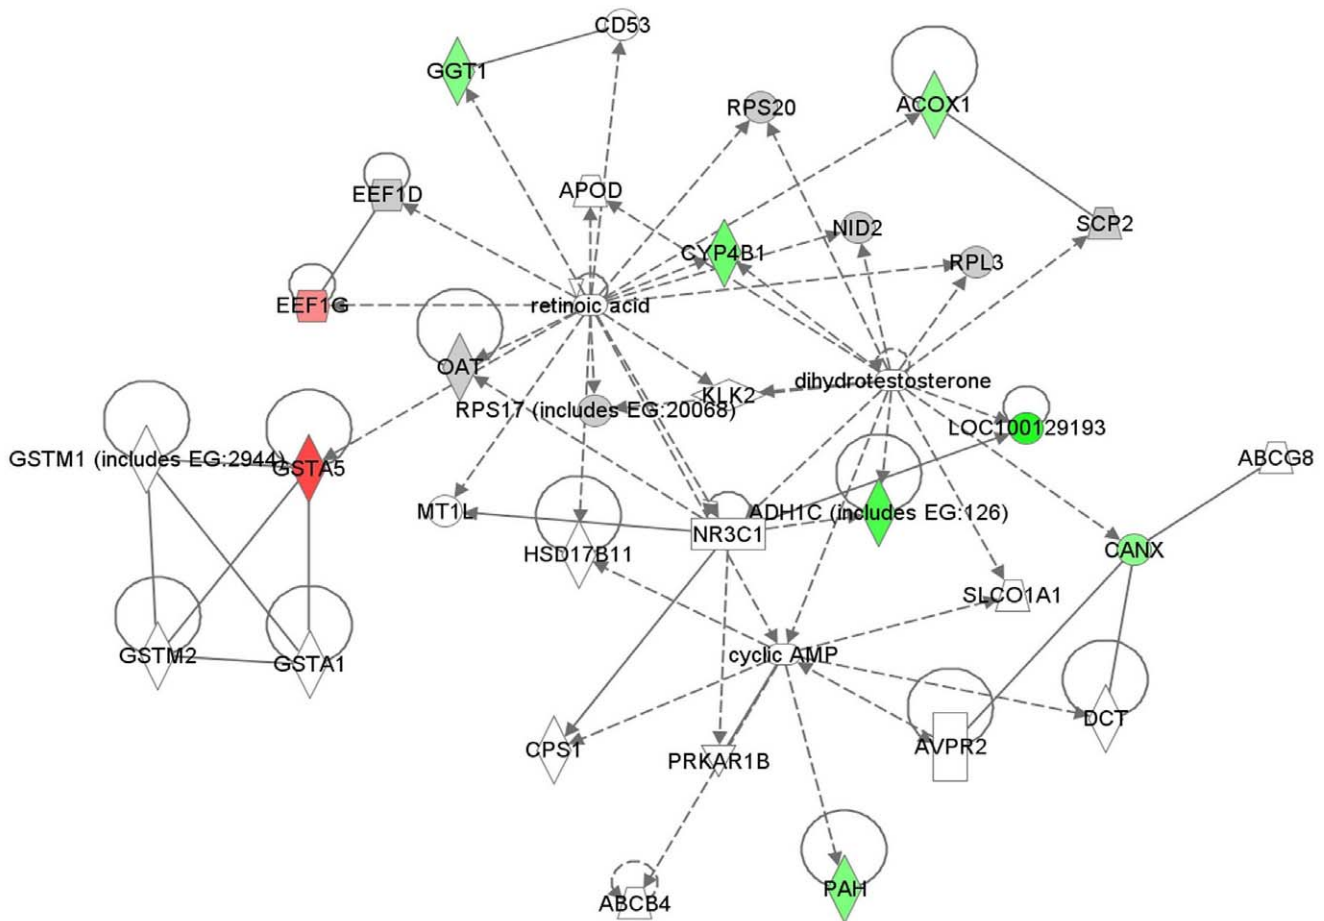 CD53
GGT1
RPS20
ACOX1
EEF1D
APOD
NID2
SCP2
CYP4B1
RPL3
EEF1G
retinoic acid
OAT
dihydrotestosterone
KLK2
RPS17 (includes EG:20068)
LOC100129193
GSTM1 (includes EG:2944)
GSTA5
ABCG8
MT1L
ADH1C (includes EG:126)
NR3C1
HSD17B11
CANX
SLCO1A1
GSTM2
GSTA1
cyclic AMP
DCT
CPS1
PRKAR1B
AVPR2
PAH
ABCB4